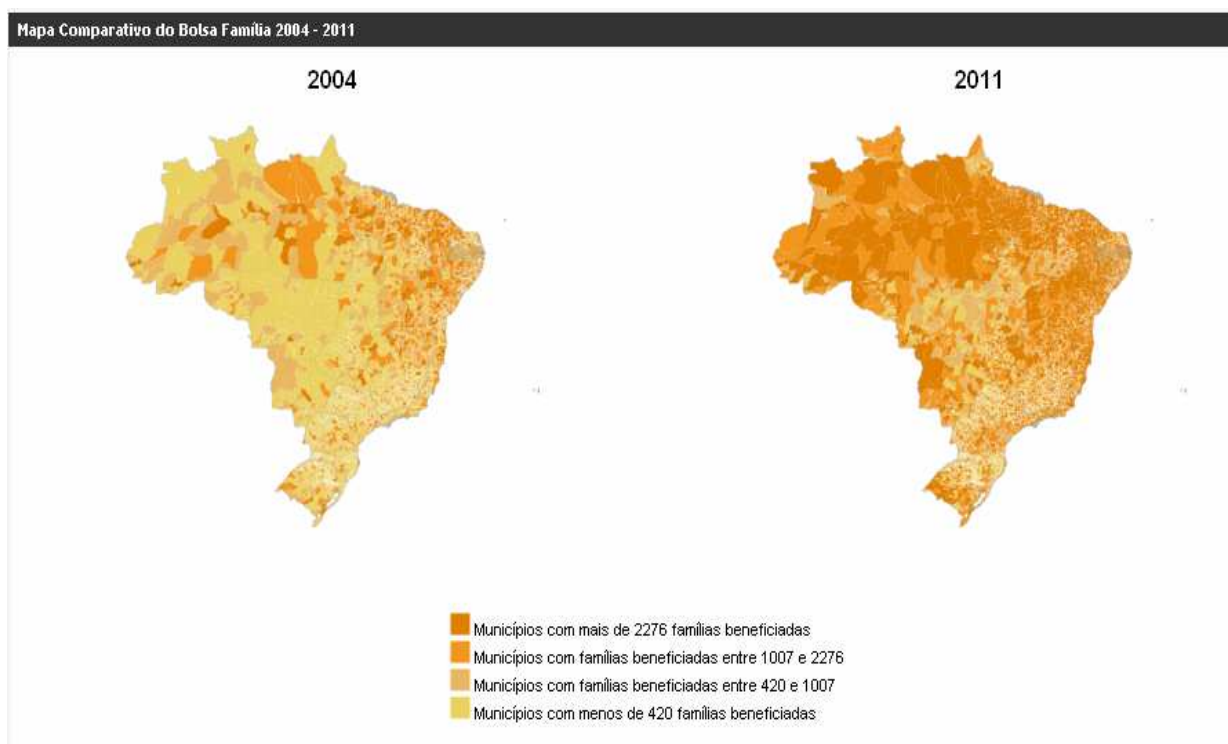 Mapa Comparativo do Bolsa Família 2004 - 2011
2004
2011
Municípios com mais de 2276 famílias beneficiadas
Municípios com famílias beneficiadas entre 1007 e 2276
Municípios com famílias beneficiadas entre 420 e 1007
Municípios com menos de 420 famílias beneficiadas